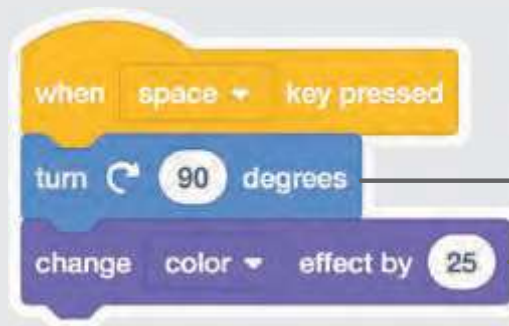 when space key pressed
turn 90 degrees
change color effect by 25